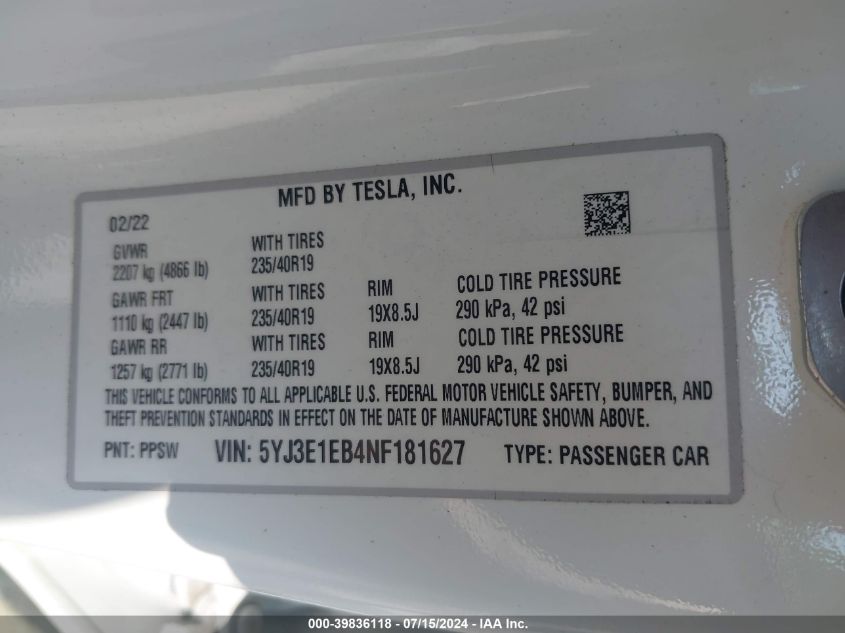 MFD BY TESLA, INC.
02/22
GVWR WITH TIRES
2207 kg (4866 lb) 235/40R19
GAWR FRT WITH TIRES RIM COLD TIRE PRESSURE
1110 kg (2447 lb) 235/40R19 19X8.5J 290 kPa, 42 psi
GAWR RR WITH TIRES RIM COLD TIRE PRESSURE
1257 kg (2771 lb) 235/40R19 19X8.5J 290 kPa, 42 psi
THIS VEHICLE CONFORMS TO ALL APPLICABLE U.S. FEDERAL MOTOR VEHICLE SAFETY, BUMPER, AND
THEFT PREVENTION STANDARDS IN EFFECT ON THE DATE OF MANUFACTURE SHOWN ABOVE.
PNT: PPSW VIN: 5YJ3E1EB4NF181627 TYPE: PASSENGER CAR
000-39836118 - 07/15/2024 - IAAI, Inc.